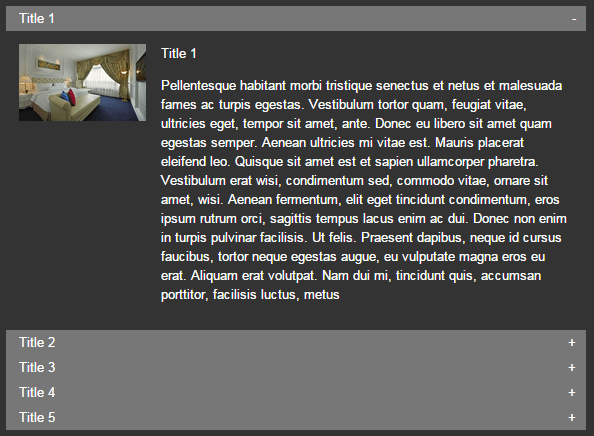 Title 1 -
Title 1
Pellentesque habitant morbi tristique senectus et netus et malesuada
fames ac turpis egestas. Vestibulum tortor quam, feugiat vitae,
ultricies eget, tempor sit amet, ante. Donec eu libero sit amet quam
egestas semper. Aenean ultricies mi vitae est. Mauris placerat
eleifend leo. Quisque sit amet est et sapien ullamcorper pharetra.
Vestibulum erat wisi, condimentum sed, commodo vitae, ornare sit
amet, wisi. Aenean fermentum, elit eget tincidunt condimentum, eros
ipsum rutrum orci, sagittis tempus lacus enim ac dui. Donec non enim
in turpis pulvinar facilisis. Ut felis. Praesent dapibus, neque id cursus
faucibus, tortor neque egestas augue, eu vulputate magna eros eu
erat. Aliquam erat volutpat. Nam dui mi, tincidunt quis, accumsan
porttitor, facilisis luctus, metus
Title 2 +
Title 3 +
Title 4 +
Title 5 +